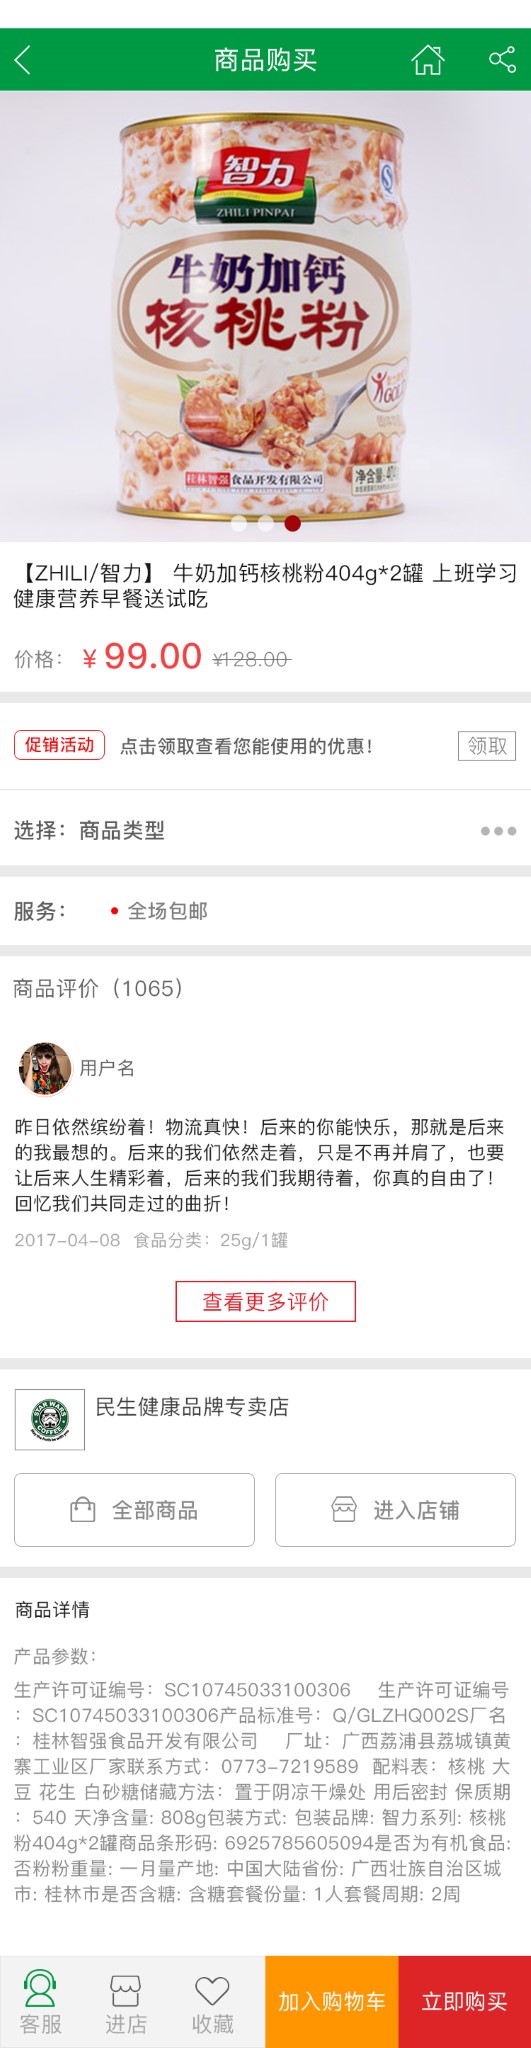 商品购买
智力
ZHILI PINPAI
牛奶加钙
核桃粉
GOLD
桂林智强食品开发有限公司
净含量:404
【ZHILI/智力】 牛奶加钙核桃粉404g*2罐 上班学习
健康营养早餐送试吃
价格： ¥99.00 ¥128.00
促销活动 点击领取查看您能使用的优惠！ 领取
选择：商品类型
服务： 全场包邮
商品评价（1065）
用户名
昨日依然缤纷着！物流真快！后来的你能快乐，那就是后来
的我最想的。后来的我们依然走着，只是不再并肩了，也要
让后来人生精彩着，后来的我们我期待着，你真的自由了！
回忆我们共同走过的曲折！
2017-04-08 食品分类：25g/1罐
查看更多评价
STAR WARS
COFFEE
民生健康品牌专卖店
全部商品 进入店铺
商品详情
产品参数：
生产许可证编号：SC10745033100306 生产许可证编号
：SC10745033100306产品标准号：Q/GLZHQ002S厂名
：桂林智强食品开发有限公司 厂址：广西荔浦县荔城镇黄
寨工业区厂家联系方式：0773-7219589 配料表：核桃 大
豆 花生 白砂糖储藏方法：置于阴凉干燥处 用后密封 保质期
：540 天净含量: 808g包装方式: 包装品牌: 智力系列: 核桃
粉404g*2罐商品条形码: 6925785605094是否为有机食品:
否粉粉重量: 一月量产地: 中国大陆省份: 广西壮族自治区城
市: 桂林市是否含糖: 含糖套餐份量: 1人套餐周期: 2周
客服 进店 收藏 加入购物车 立即购买